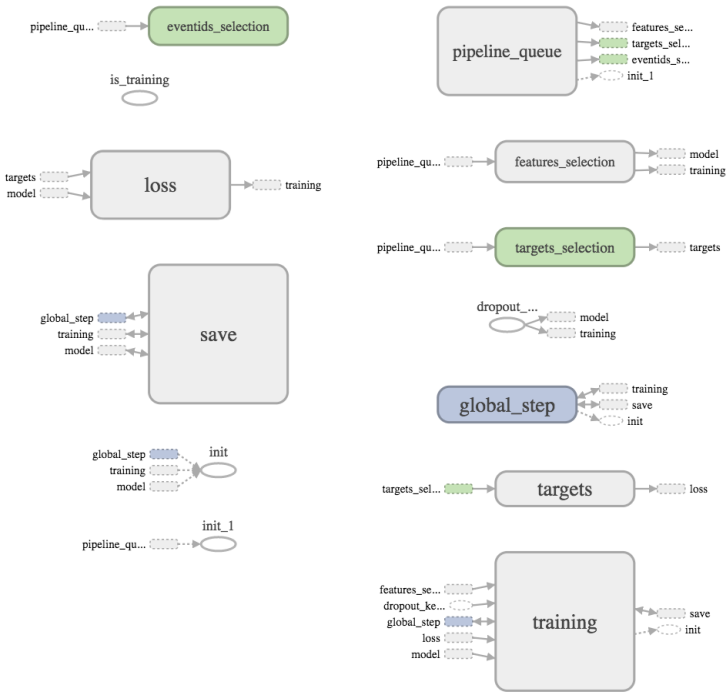 pipeline_qu...
eventids_selection
is_training
targets
model
loss
training
global_step
training
model
save
global_step
training
model
init
init_1
pipeline_qu...
pipeline_queue
features_se...
targets_sel...
eventids_s...
init_1
pipeline_qu...
features_selection
model
training
pipeline_qu...
targets_selection
targets
dropout_...
model
training
global_step
training
save
init
targets_sel...
targets
loss
features_se...
dropout_ke...
global_step
loss
model
training
save
init